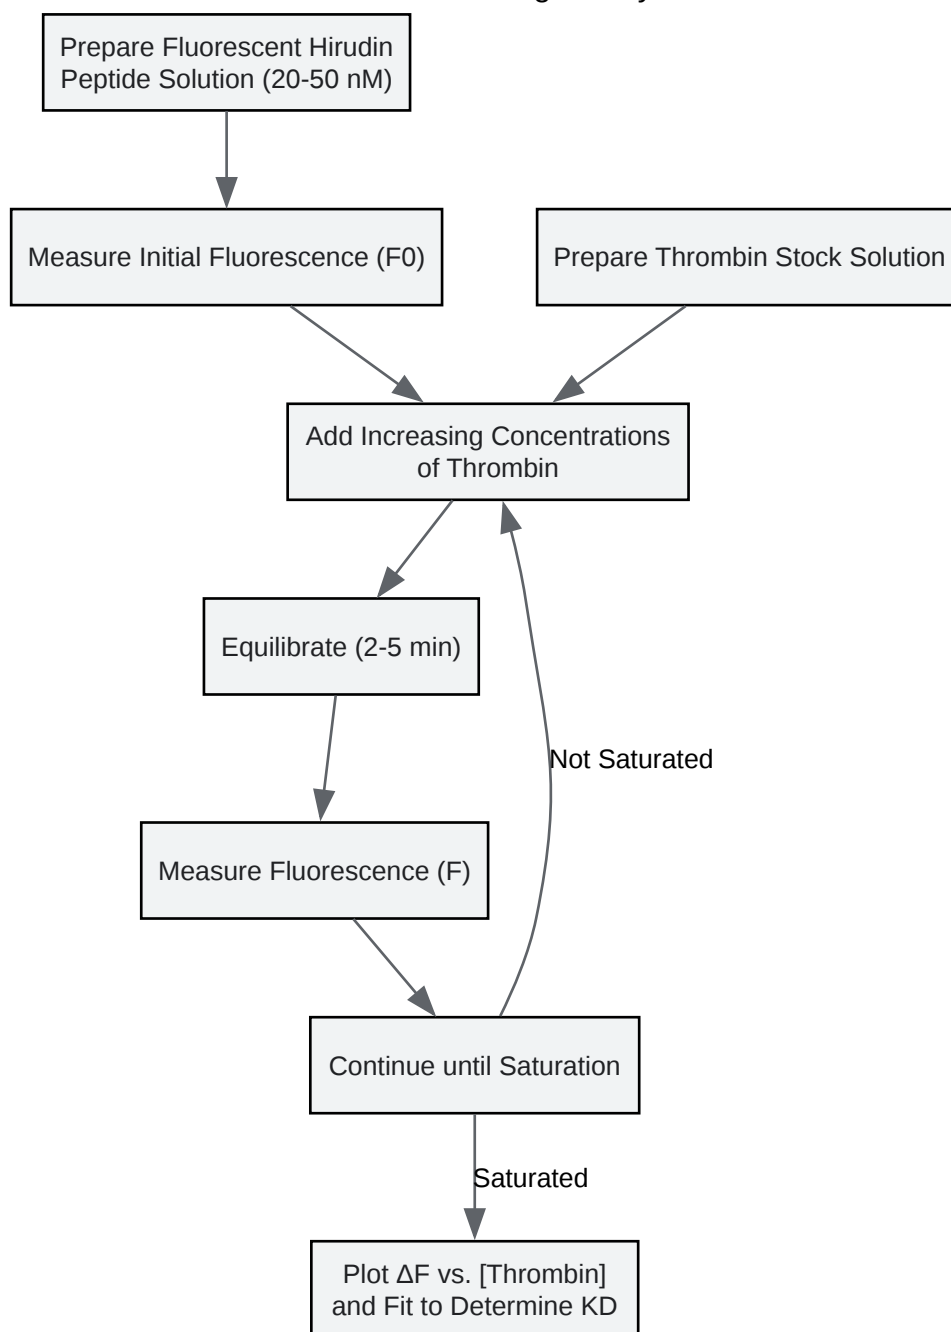 Prepare Fluorescent Hirudin
Peptide Solution (20-50 nM)
Measure Initial Fluorescence (F0)
Prepare Thrombin Stock Solution
Add Increasing Concentrations
of Thrombin
Equilibrate (2-5 min)
Not Saturated
Measure Fluorescence (F)
Continue until Saturation
Saturated
Plot ΔF vs. [Thrombin]
and Fit to Determine KD